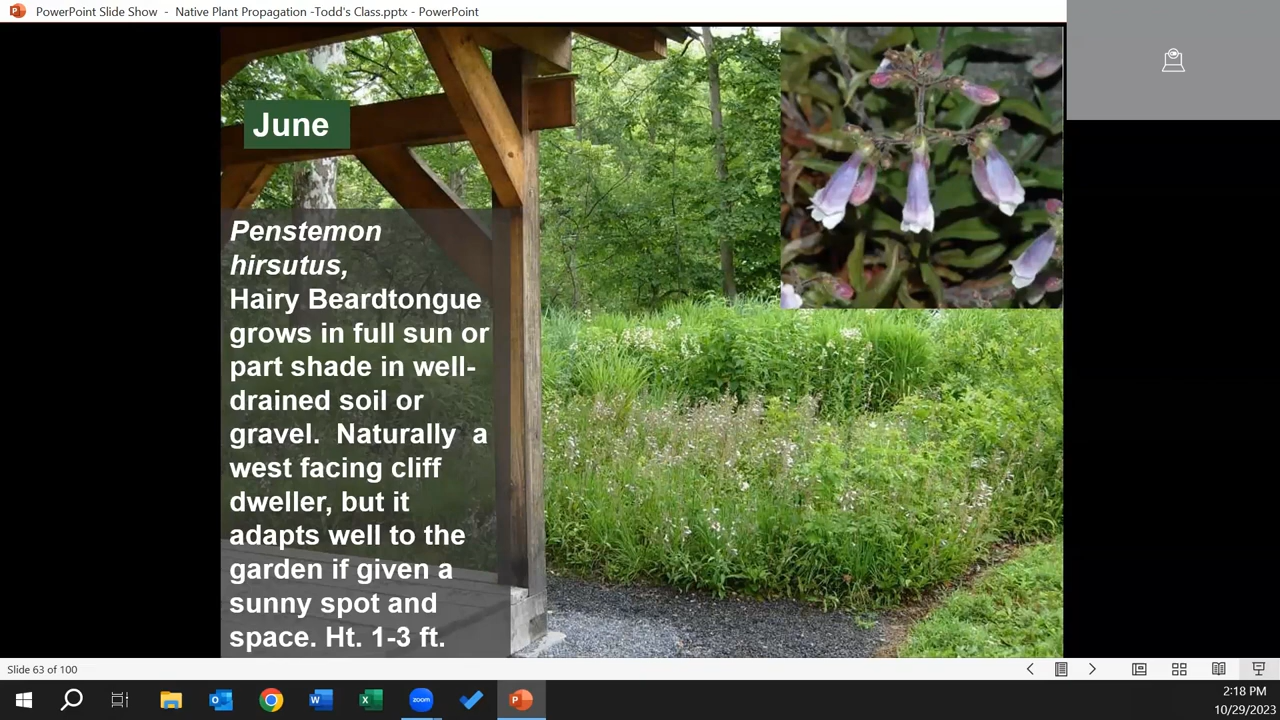 PowerPoint Slide Show - Native Plant Propagation -Todd's Class.pptx - PowerPoint
June
Penstemon
hirsutus,
Hairy Beardtongue
grows in full sun or
part shade in well-
drained soil or
gravel. Naturally a
west facing cliff
dweller, but it
adapts well to the
garden if given a
sunny spot and
space. Ht. 1-3 ft.
Slide 63 of 100
zoom
2:18 PM
10/29/2023